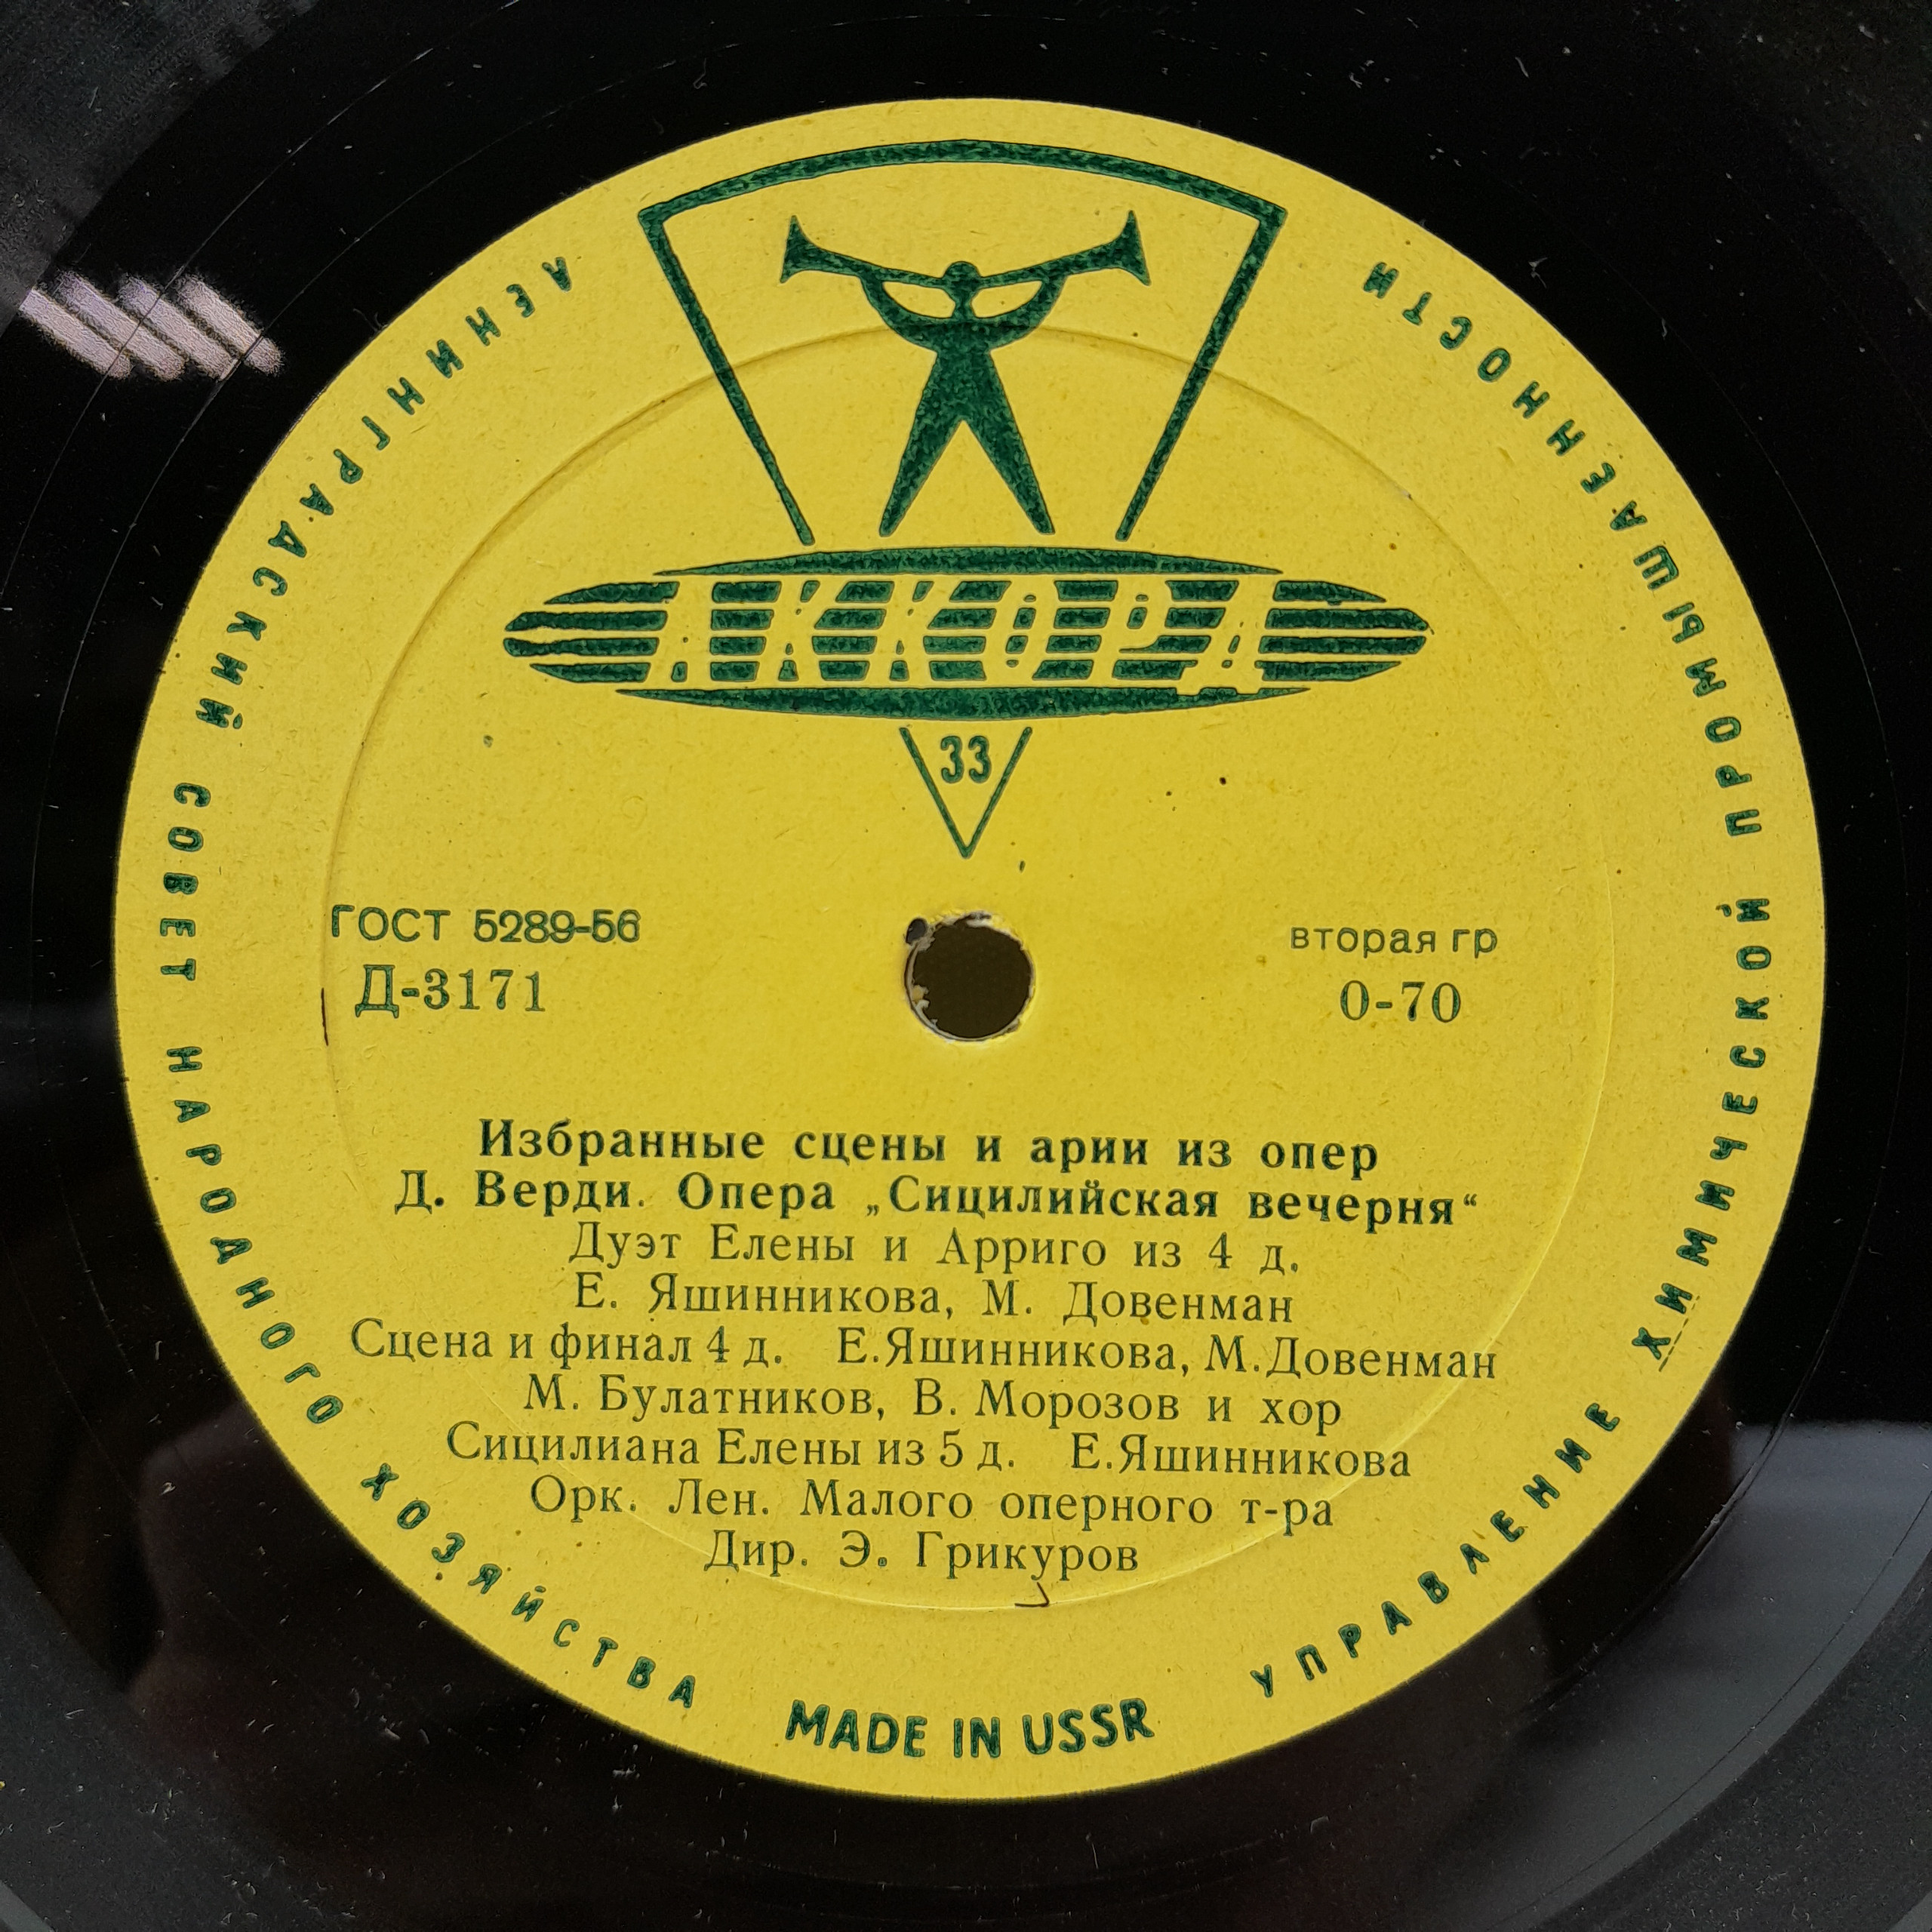 ЛЕНИНГРАДСКИЙ СОВЕТ НАРОДНОГО ХОЗЯЙСТВА
УПРАВЛЕНИЕ ХИМИЧЕСКОЙ ПРОМЫШЛЕННОСТИ
АККОРД
33
ГОСТ 5289-56
вторая гр
Д-3171
0-70
Избранные сцены и арии из опер
Д. Верди. Опера „Сицилийская вечерня“
Дуэт Елены и Арриго из 4 д.
Е. Яшинникова, М. Довенман
Сцена и финал 4 д. Е.Яшинникова, М.Довенман
М. Булатников, В. Морозов и хор
Сицилиана Елены из 5 д. Е.Яшинникова
Орк. Лен. Малого оперного т-ра
Дир. Э. Грикуров
MADE IN USSR